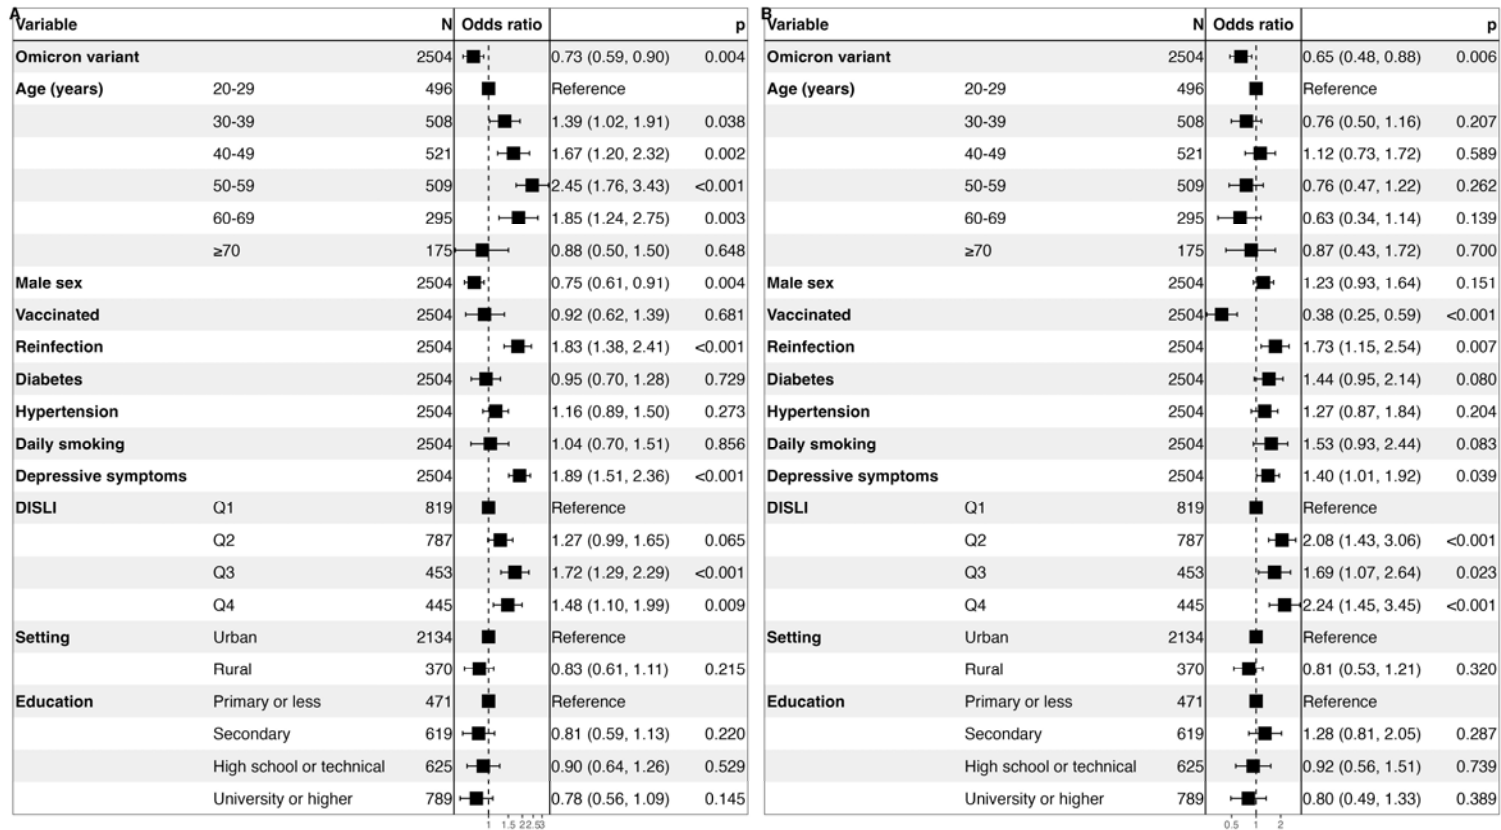 A
Variable N Odds ratio p
Omicron variant 2504 0.73 (0.59, 0.90) 0.004
Age (years) 20-29 496 Reference
30-39 508 1.39 (1.02, 1.91) 0.038
40-49 521 1.67 (1.20, 2.32) 0.002
50-59 509 2.45 (1.76, 3.43) <0.001
60-69 295 1.85 (1.24, 2.75) 0.003
≥70 175 0.88 (0.50, 1.50) 0.648
Male sex 2504 0.75 (0.61, 0.91) 0.004
Vaccinated 2504 0.92 (0.62, 1.39) 0.681
Reinfection 2504 1.83 (1.38, 2.41) <0.001
Diabetes 2504 0.95 (0.70, 1.28) 0.729
Hypertension 2504 1.16 (0.89, 1.50) 0.273
Daily smoking 2504 1.04 (0.70, 1.51) 0.856
Depressive symptoms 2504 1.89 (1.51, 2.36) <0.001
DISLI Q1 819 Reference
Q2 787 1.27 (0.99, 1.65) 0.065
Q3 453 1.72 (1.29, 2.29) <0.001
Q4 445 1.48 (1.10, 1.99) 0.009
Setting Urban 2134 Reference
Rural 370 0.83 (0.61, 1.11) 0.215
Education Primary or less 471 Reference
Secondary 619 0.81 (0.59, 1.13) 0.220
High school or technical 625 0.90 (0.64, 1.26) 0.529
University or higher 789 0.78 (0.56, 1.09) 0.145
1 1.5 2 2.5 3
B
Variable N Odds ratio p
Omicron variant 2504 0.65 (0.48, 0.88) 0.006
Age (years) 20-29 496 Reference
30-39 508 0.76 (0.50, 1.16) 0.207
40-49 521 1.12 (0.73, 1.72) 0.589
50-59 509 0.76 (0.47, 1.22) 0.262
60-69 295 0.63 (0.34, 1.14) 0.139
≥70 175 0.87 (0.43, 1.72) 0.700
Male sex 2504 1.23 (0.93, 1.64) 0.151
Vaccinated 2504 0.38 (0.25, 0.59) <0.001
Reinfection 2504 1.73 (1.15, 2.54) 0.007
Diabetes 2504 1.44 (0.95, 2.14) 0.080
Hypertension 2504 1.27 (0.87, 1.84) 0.204
Daily smoking 2504 1.53 (0.93, 2.44) 0.083
Depressive symptoms 2504 1.40 (1.01, 1.92) 0.039
DISLI Q1 819 Reference
Q2 787 2.08 (1.43, 3.06) <0.001
Q3 453 1.69 (1.07, 2.64) 0.023
Q4 445 2.24 (1.45, 3.45) <0.001
Setting Urban 2134 Reference
Rural 370 0.81 (0.53, 1.21) 0.320
Education Primary or less 471 Reference
Secondary 619 1.28 (0.81, 2.05) 0.287
High school or technical 625 0.92 (0.56, 1.51) 0.739
University or higher 789 0.80 (0.49, 1.33) 0.389
0.5 1 2